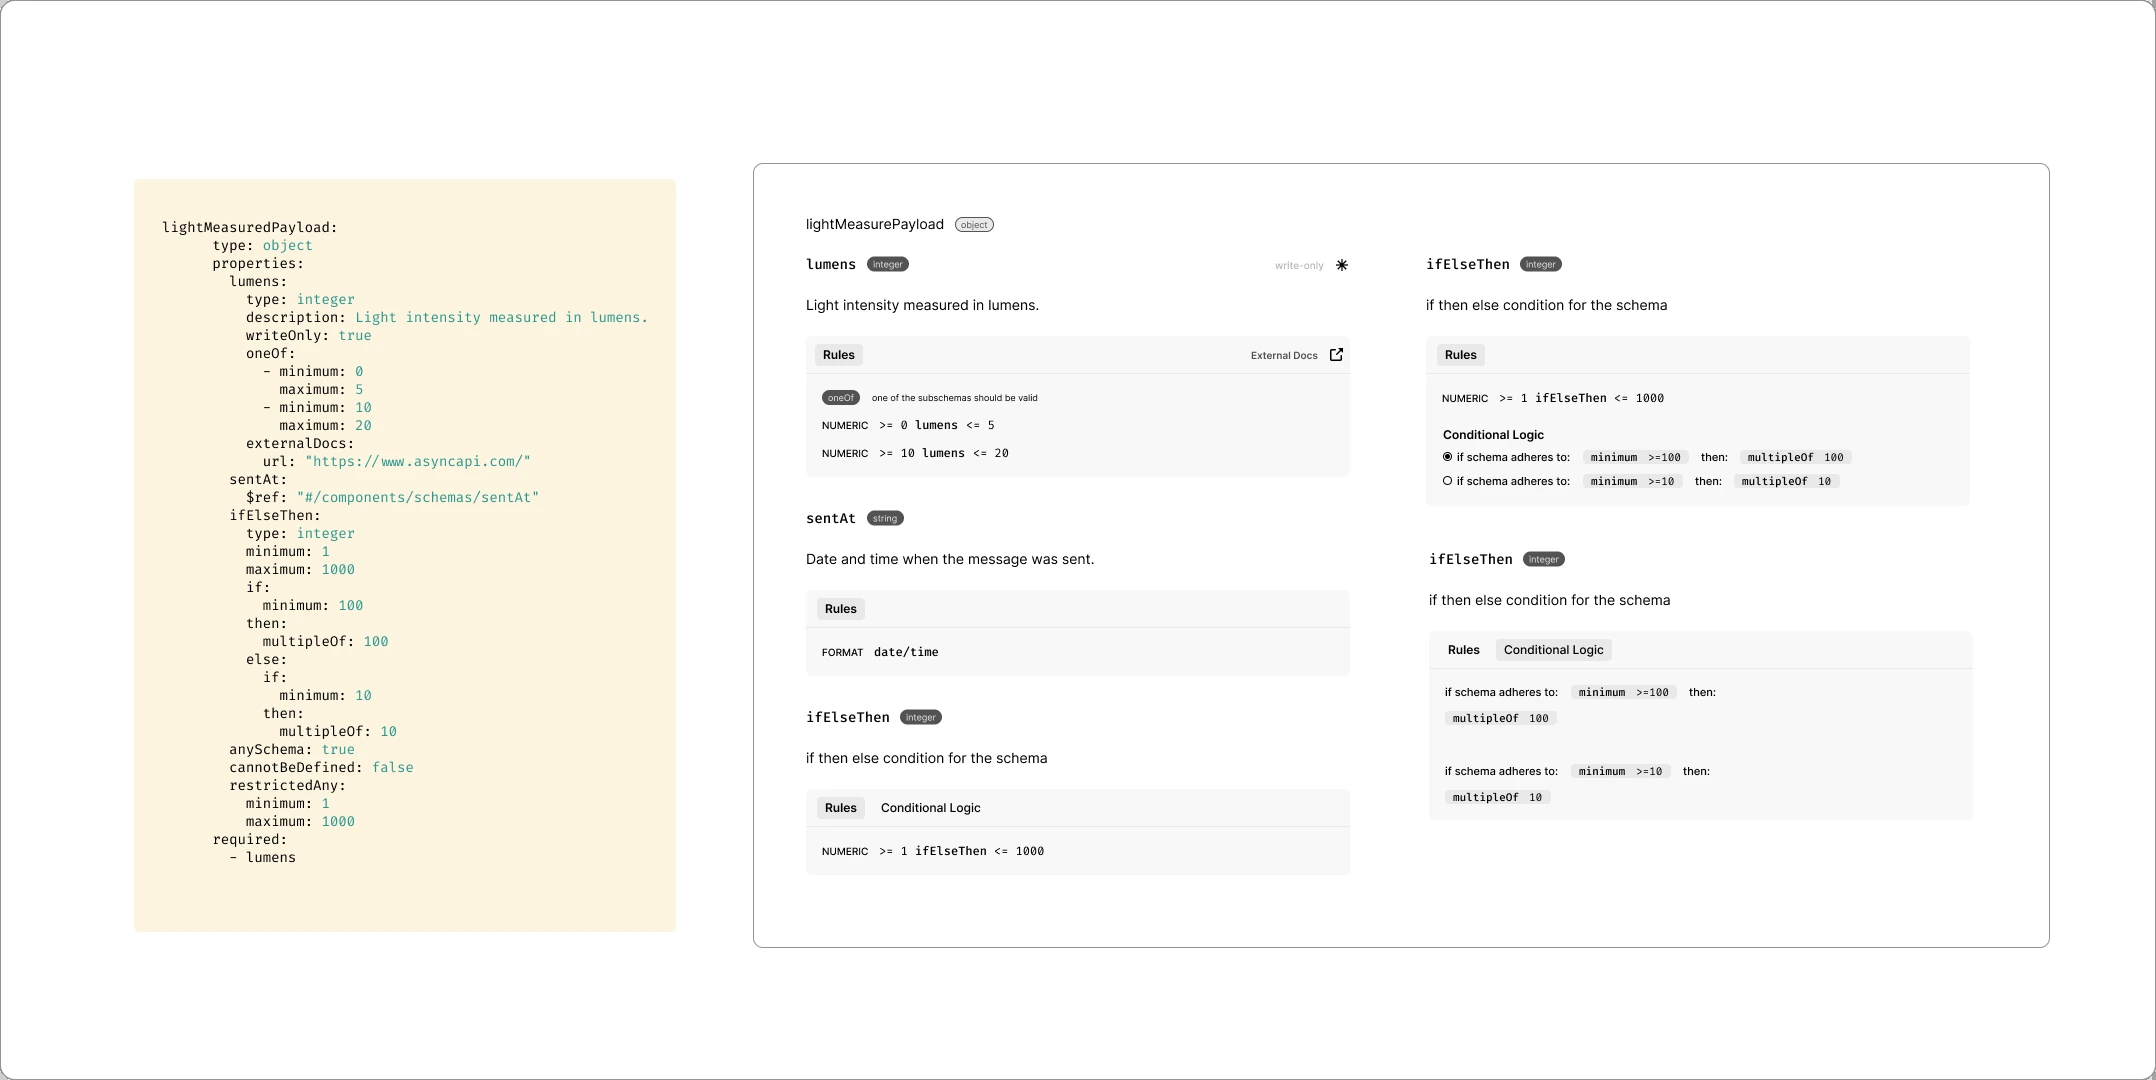 lightMeasuredPayload:
type: object
properties:
lumens:
type: integer
description: Light intensity measured in lumens.
writeOnly: true
oneOf:
- minimum: 0
maximum: 5
- minimum: 10
maximum: 20
externalDocs:
url: "https://www.asyncapi.com/"
sentAt:
$ref: "#/components/schemas/sentAt"
ifElseThen:
type: integer
minimum: 1
maximum: 1000
if:
minimum: 100
then:
multipleOf: 100
else:
if:
minimum: 10
then:
multipleOf: 10
anySchema: true
cannotBeDefined: false
restrictedAny:
minimum: 1
maximum: 1000
required:
- lumens
lightMeasurePayload object
lumens integer write-only
Light intensity measured in lumens.
Rules External Docs
oneOf one of the subschemas should be valid
NUMERIC >= 0 lumens <= 5
NUMERIC >= 10 lumens <= 20
sentAt string
Date and time when the message was sent.
Rules
FORMAT date/time
ifElseThen integer
if then else condition for the schema
Rules Conditional Logic
NUMERIC >= 1 ifElseThen <= 1000
ifElseThen integer
if then else condition for the schema
Rules
NUMERIC >= 1 ifElseThen <= 1000
Conditional Logic
if schema adheres to: minimum >=100 then: multipleOf 100
if schema adheres to: minimum >=10 then: multipleOf 10
ifElseThen integer
if then else condition for the schema
Rules Conditional Logic
if schema adheres to: minimum >=100 then:
multipleOf 100
if schema adheres to: minimum >=10 then:
multipleOf 10